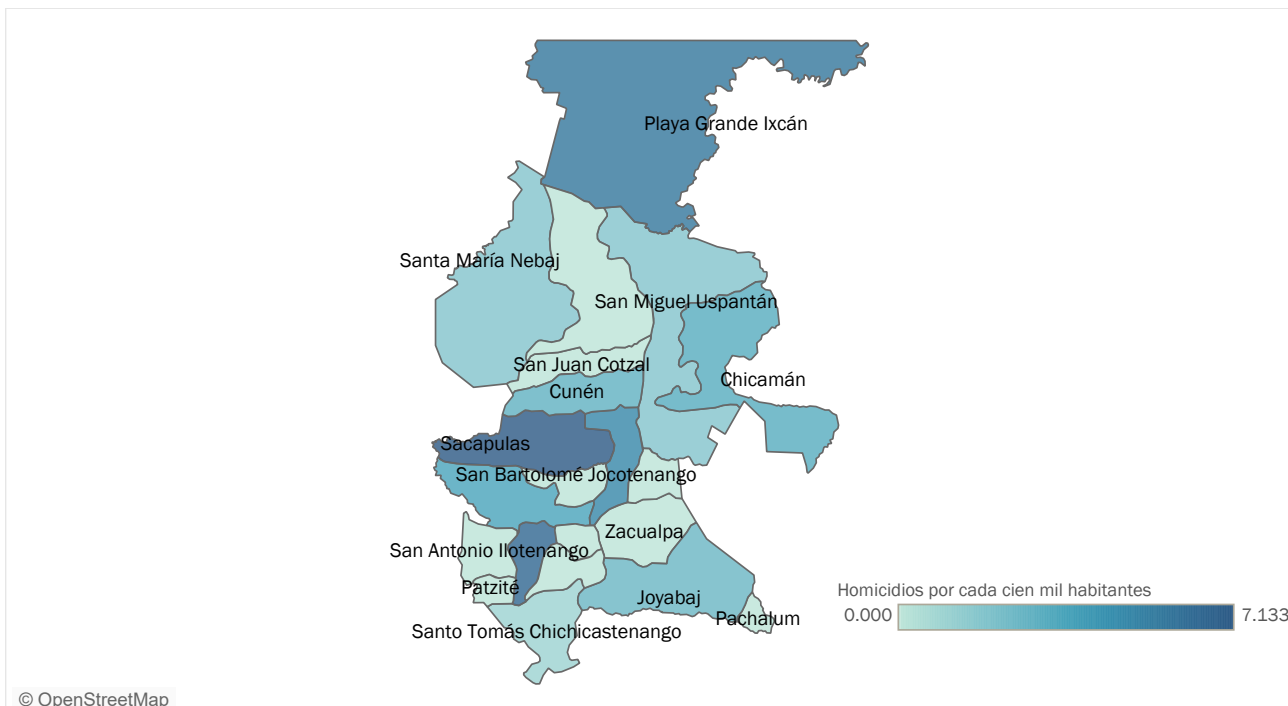 Playa Grande Ixcán
Santa María Nebaj
San Miguel Uspantán
San Juan Cotzal
Chicamán
Cunén
Sacapulas
San Bartolomé Jocotenango
Zacualpa
San Antonio Ilotenango
Patzité
Joyabaj
Pachalum
Santo Tomás Chichicastenango
Homicidios por cada cien mil habitantes
0.000
7.133
© OpenStreetMap